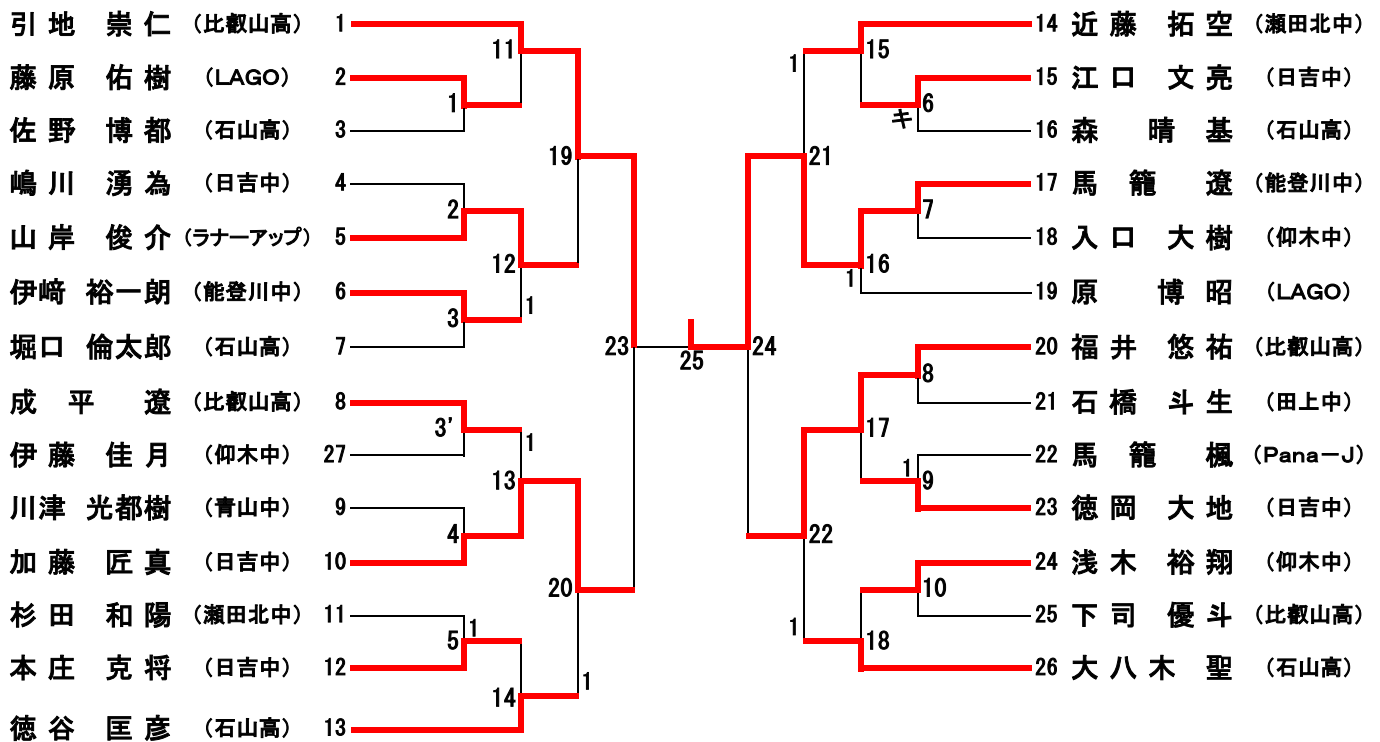 引地 崇仁 (比叡山高) 1
藤原 佑樹 (LAGO) 2
佐野 博都 (石山高) 3
嶋川 湧為 (日吉中) 4
山岸 俊介 (ラナーアップ) 5
伊﨑 裕一朗 (能登川中) 6
堀口 倫太郎 (石山高) 7
成平 遼 (比叡山高) 8
伊藤 佳月 (仰木中) 27
川津 光都樹 (青山中) 9
加藤 匠真 (日吉中) 10
杉田 和陽 (瀬田北中) 11
本庄 克将 (日吉中) 12
徳谷 匡彦 (石山高) 13
1
2
3
1
3'
1
4
5
1
11
12
13
14
19
20
1
23
25
24
21
22
1
1
15
16
1
17
18
6
キ
7
8
1
9
10
14 近藤 拓空 (瀬田北中)
15 江口 文亮 (日吉中)
16 森 晴基 (石山高)
17 馬籠 遼 (能登川中)
18 入口 大樹 (仰木中)
19 原 博昭 (LAGO)
20 福井 悠祐 (比叡山高)
21 石橋 斗生 (田上中)
22 馬籠 楓 (Pana－J)
23 徳岡 大地 (日吉中)
24 浅木 裕翔 (仰木中)
25 下司 優斗 (比叡山高)
26 大八木 聖 (石山高)